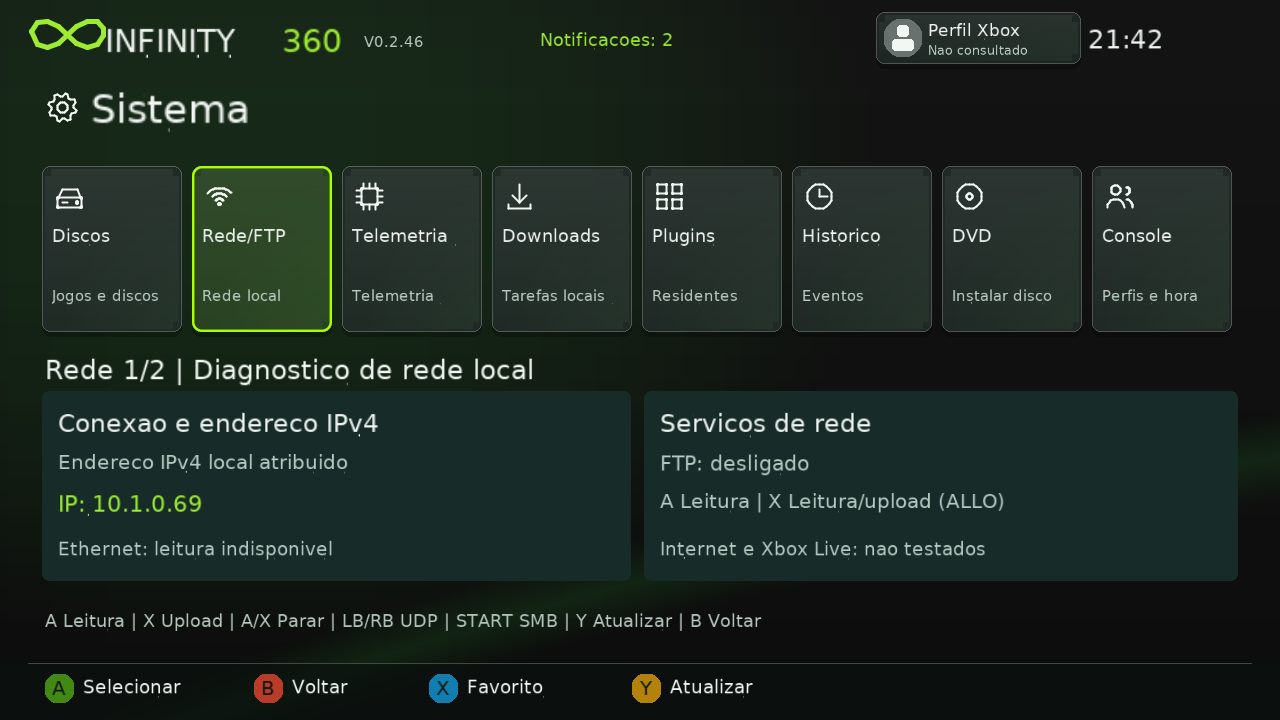 INFINITY 360 V0.2.46 Notificacoes: 2 Perfil Xbox 21:42
Nao consultado
Sistema
Discos Rede/FTP Telemetria Downloads Plugins Historico DVD Console
Jogos e discos Rede local Telemetria Tarefas locais Residentes Eventos Instalar disco Perfis e hora
Rede 1/2 | Diagnostico de rede local
Conexao e endereco IPv4
Endereco IPv4 local atribuido
IP: 10.1.0.69
Ethernet: leitura indisponivel
Servicos de rede
FTP: desligado
A Leitura | X Leitura/upload (ALLO)
Internet e Xbox Live: nao testados
A Leitura | X Upload | A/X Parar | LB/RB UDP | START SMB | Y Atualizar | B Voltar
A Selecionar B Voltar X Favorito Y Atualizar